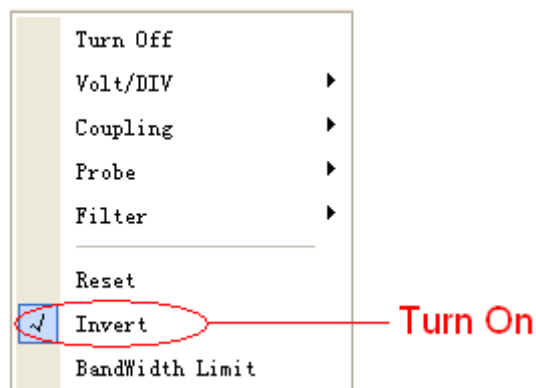 Turn Off
Volt/DIV
Coupling
Probe
Filter
Reset
Invert
Turn On
BandWidth Limit